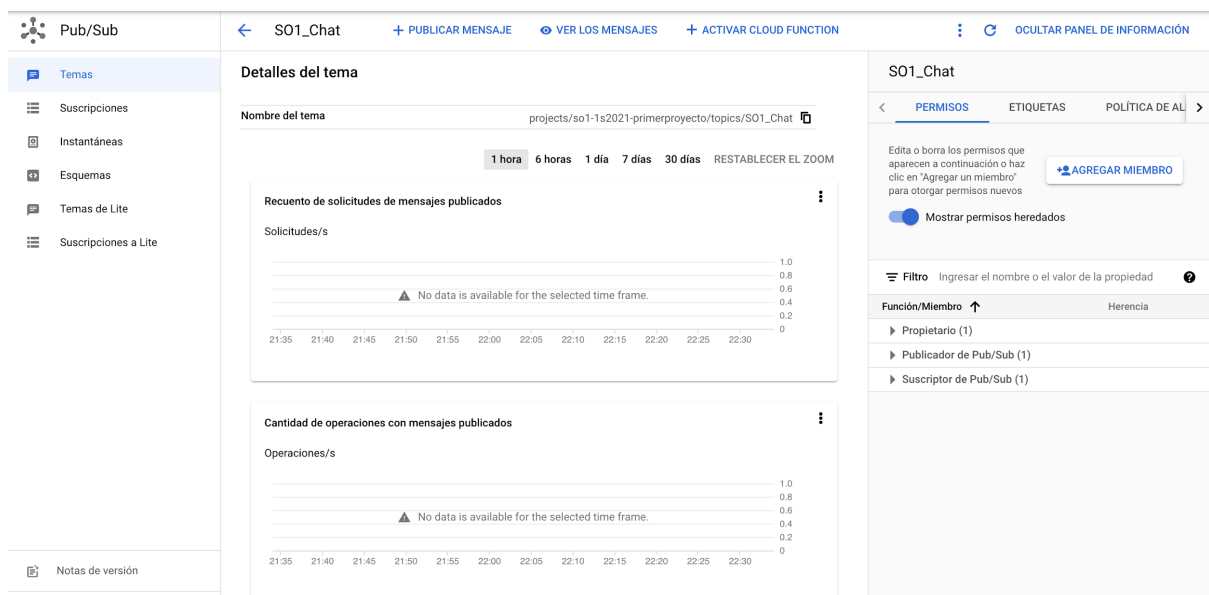 Pub/Sub
SO1_Chat
PUBLICAR MENSAJE
VER LOS MENSAJES
ACTIVAR CLOUD FUNCTION
OCULTAR PANEL DE INFORMACIÓN
Temas
Suscripciones
Instantáneas
Esquemas
Temas de Lite
Suscripciones a Lite
Notas de versión
Detalles del tema
Nombre del tema projects/so1-1s2021-primerproyecto/topics/SO1_Chat
1 hora 6 horas 1 día 7 días 30 días RESTABLECER EL ZOOM
Recuento de solicitudes de mensajes publicados
Solicitudes/s
1.0
0.8
0.6
No data is available for the selected time frame.
0.4
0.2
0
21:35 21:40 21:45 21:50 21:55 22:00 22:05 22:10 22:15 22:20 22:25 22:30
Cantidad de operaciones con mensajes publicados
Operaciones/s
1.0
0.8
0.6
No data is available for the selected time frame.
0.4
0.2
0
21:35 21:40 21:45 21:50 21:55 22:00 22:05 22:10 22:15 22:20 22:25 22:30
SO1_Chat
PERMISOS ETIQUETAS POLÍTICA DE AL
Edita o borra los permisos que
aparecen a continuación o haz
clic en "Agregar un miembro"
para otorgar permisos nuevos
AGREGAR MIEMBRO
Mostrar permisos heredados
Filtro Ingresar el nombre o el valor de la propiedad
Función/Miembro Herencia
Propietario (1)
Publicador de Pub/Sub (1)
Suscriptor de Pub/Sub (1)